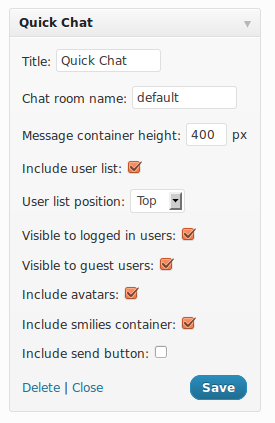 Quick Chat
Title: Quick Chat
Chat room name: default
Message container height: 400 px
Include user list:
User list position: Top
Visible to logged in users:
Visible to guest users:
Include avatars:
Include smilies container:
Include send button:
Delete | Close Save